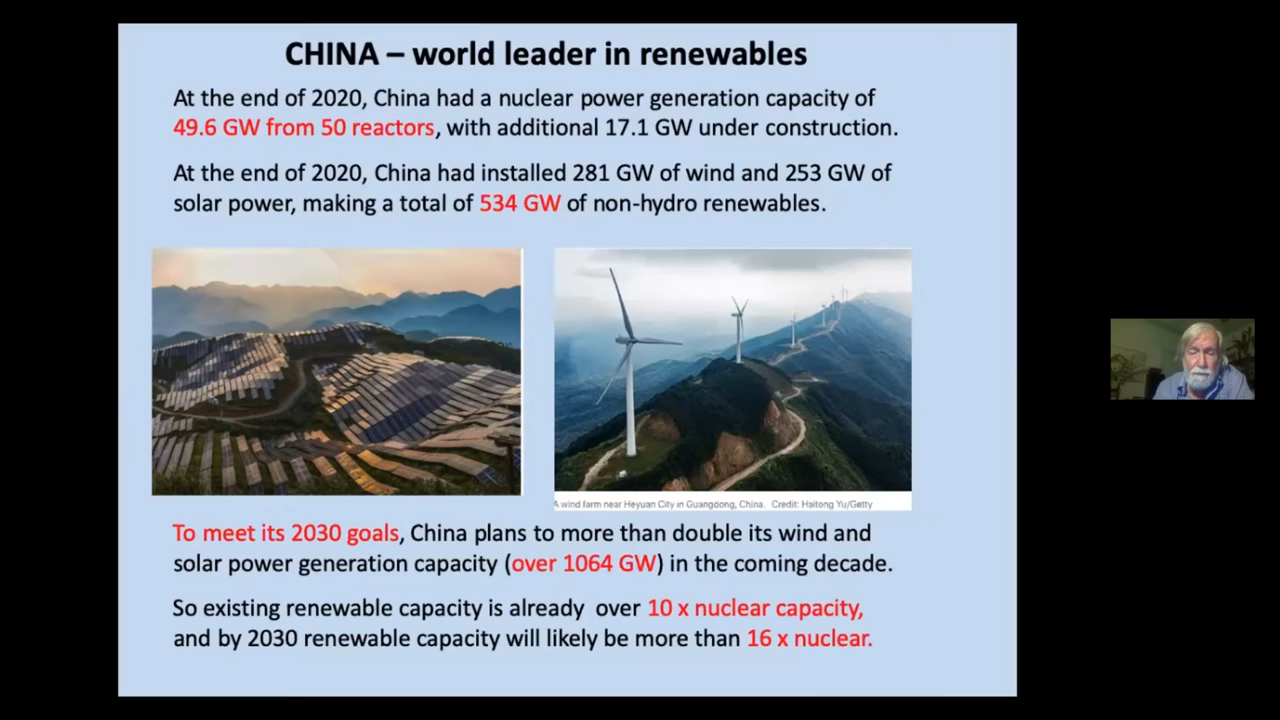 CHINA – world leader in renewables
At the end of 2020, China had a nuclear power generation capacity of
49.6 GW from 50 reactors, with additional 17.1 GW under construction.
At the end of 2020, China had installed 281 GW of wind and 253 GW of
solar power, making a total of 534 GW of non-hydro renewables.
A wind farm near Heyuan City in Guangdong, China. Credit: Haitong Yu/Getty
To meet its 2030 goals, China plans to more than double its wind and
solar power generation capacity (over 1064 GW) in the coming decade.
So existing renewable capacity is already over 10 x nuclear capacity,
and by 2030 renewable capacity will likely be more than 16 x nuclear.